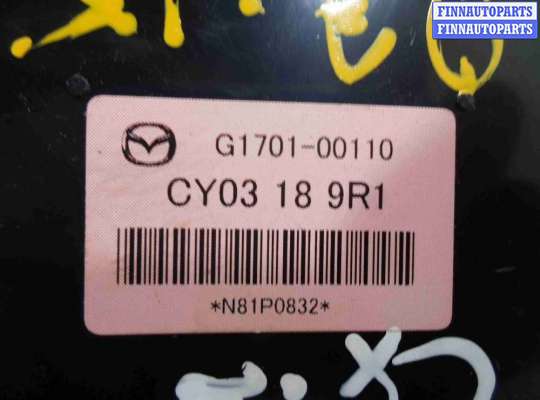 FINNAUTOPARTS
FINNAUTOPARTS
G1701-00110
CY03 18 9R1
*N81P0832*